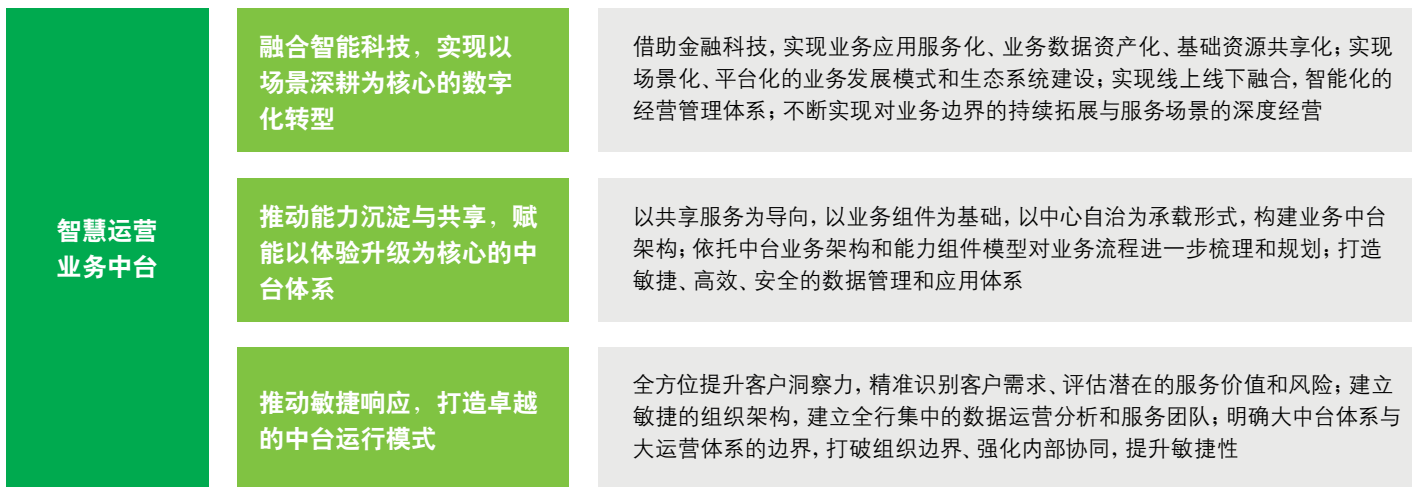 智慧运营
业务中台
融合智能科技，实现以
场景深耕为核心的数字
化转型
借助金融科技，实现业务应用服务化、业务数据资产化、基础资源共享化；实现
场景化、平台化的业务发展模式和生态系统建设；实现线上线下融合，智能化的
经营管理体系；不断实现对业务边界的持续拓展与服务场景的深度经营
推动能力沉淀与共享，赋
能以体验升级为核心的中
台体系
以共享服务为导向，以业务组件为基础，以中心自治为承载形式，构建业务中台
架构；依托中台业务架构和能力组件模型对业务流程进一步梳理和规划；打造
敏捷、高效、安全的数据管理和应用体系
推动敏捷响应，打造卓越
的中台运行模式
全方位提升客户洞察力，精准识别客户需求、评估潜在的服务价值和风险；建立
敏捷的组织架构，建立全行集中的数据运营分析和服务团队；明确大中台体系与
大运营体系的边界，打破组织边界、强化内部协同，提升敏捷性